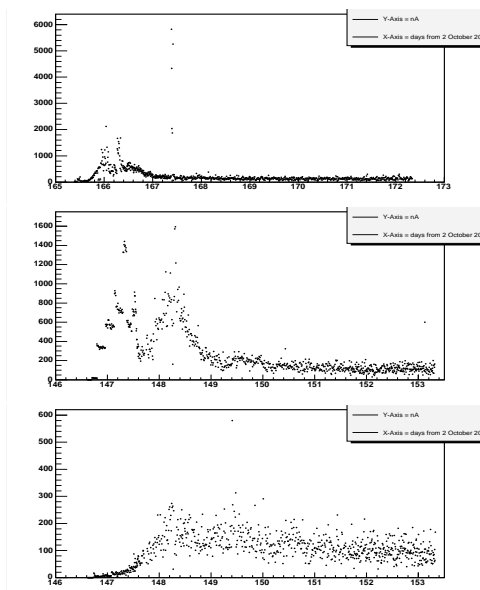 6000
Y-Axis = nA
5000
X-Axis = days from 2 October 20
4000
3000
2000
1000
0
165 166 167 168 169 170 171 172 173
1600
Y-Axis = nA
1400
X-Axis = days from 2 October 20
1200
1000
800
600
400
200
0
146 147 148 149 150 151 152 153
600
Y-Axis = nA
500
X-Axis = days from 2 October 20
400
300
200
100
0
146 147 148 149 150 151 152 153